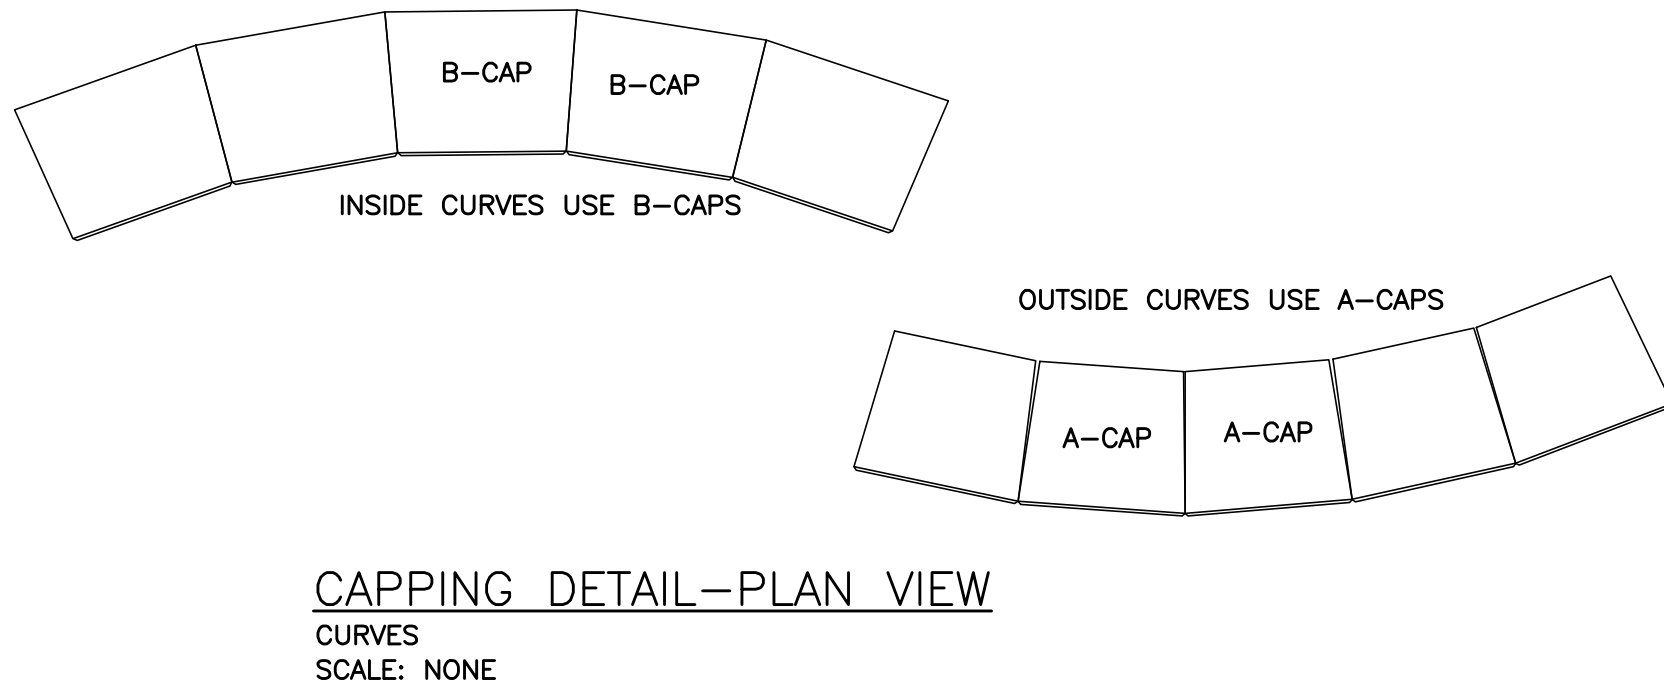 B-CAP
B-CAP
INSIDE CURVES USE B-CAPS
OUTSIDE CURVES USE A-CAPS
A-CAP
A-CAP
CAPPING DETAIL-PLAN VIEW
CURVES
SCALE: NONE